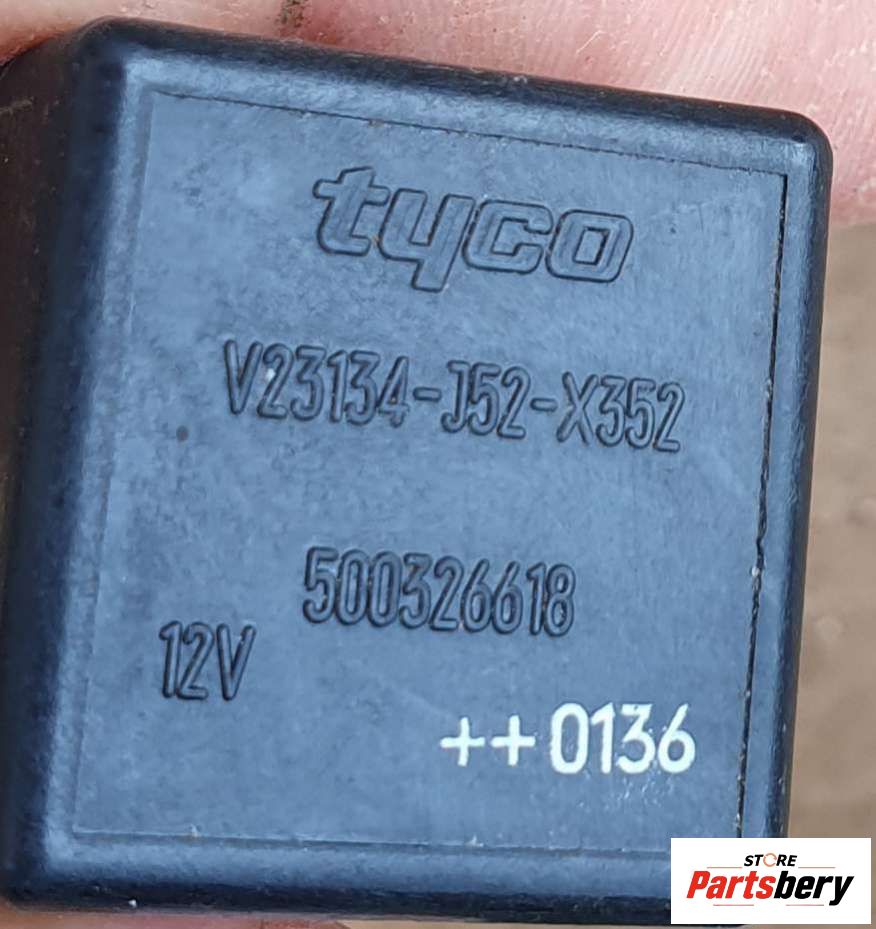 tyco
V23134-J52-X352
500326618
12V
++0136
STORE
Partsbery